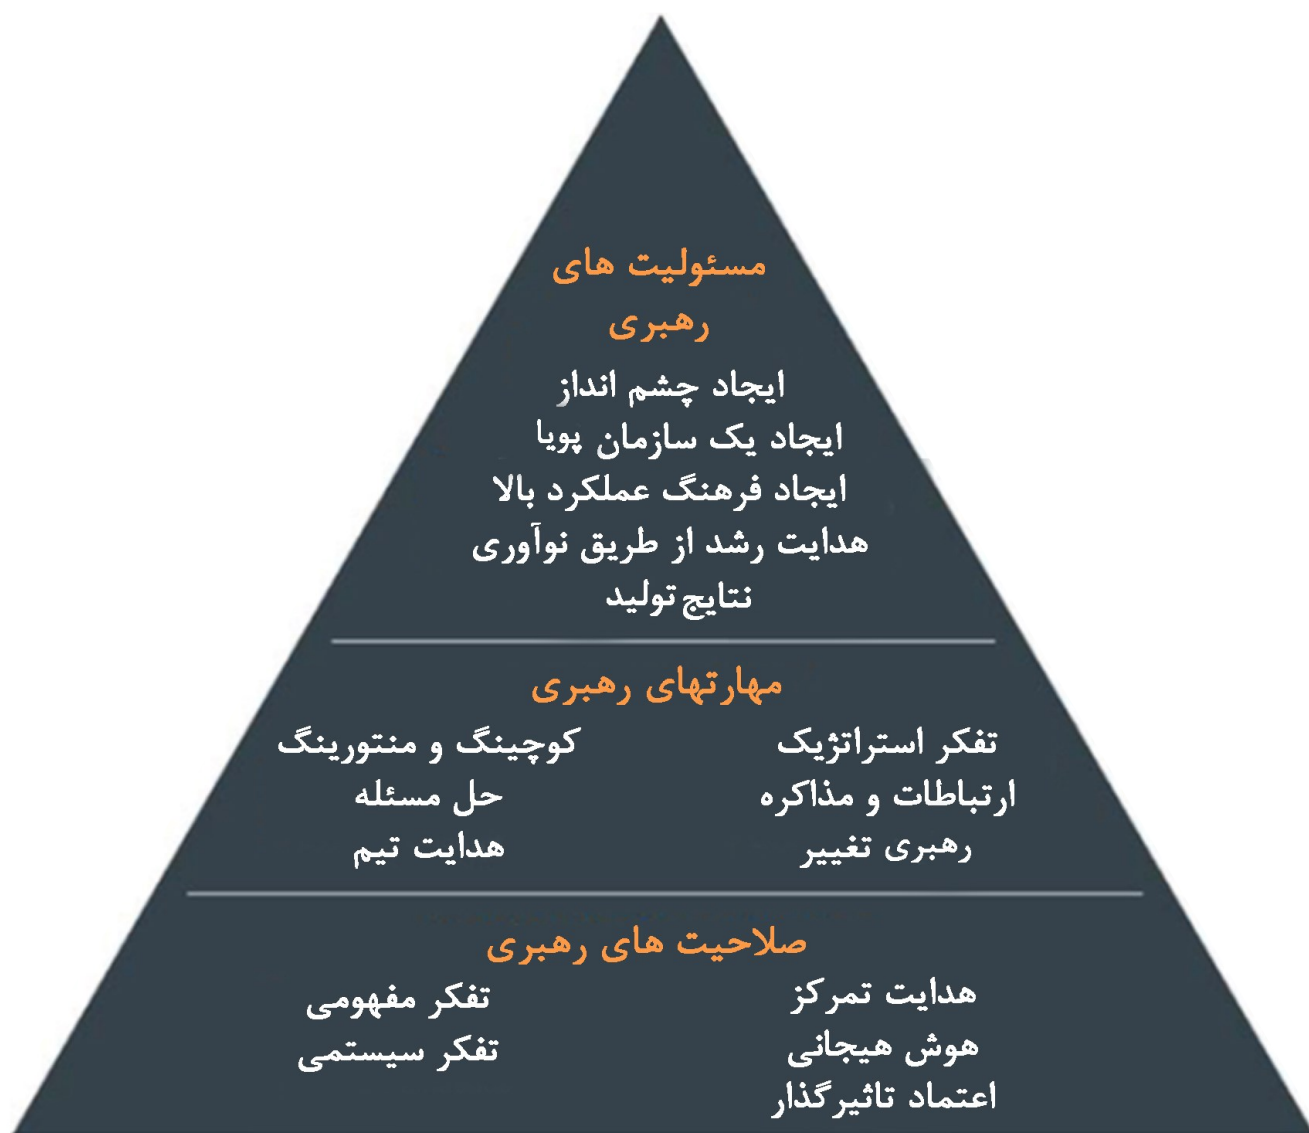 مسئولیت های
رهبری
ایجاد چشم انداز
ایجاد یک سازمان پویا
ایجاد فرهنگ عملکرد بالا
هدایت رشد از طریق نوآوری
نتایج تولید
مهارتهای رهبری
تفکر استراتژیک
ارتباطات و مذاکره
رهبری تغییر
کوچینگ و منتورینگ
حل مسئله
هدایت تیم
صلاحیت های رهبری
هدایت تمرکز
هوش هیجانی
اعتماد تاثیرگذار
تفکر مفهومی
تفکر سیستمی